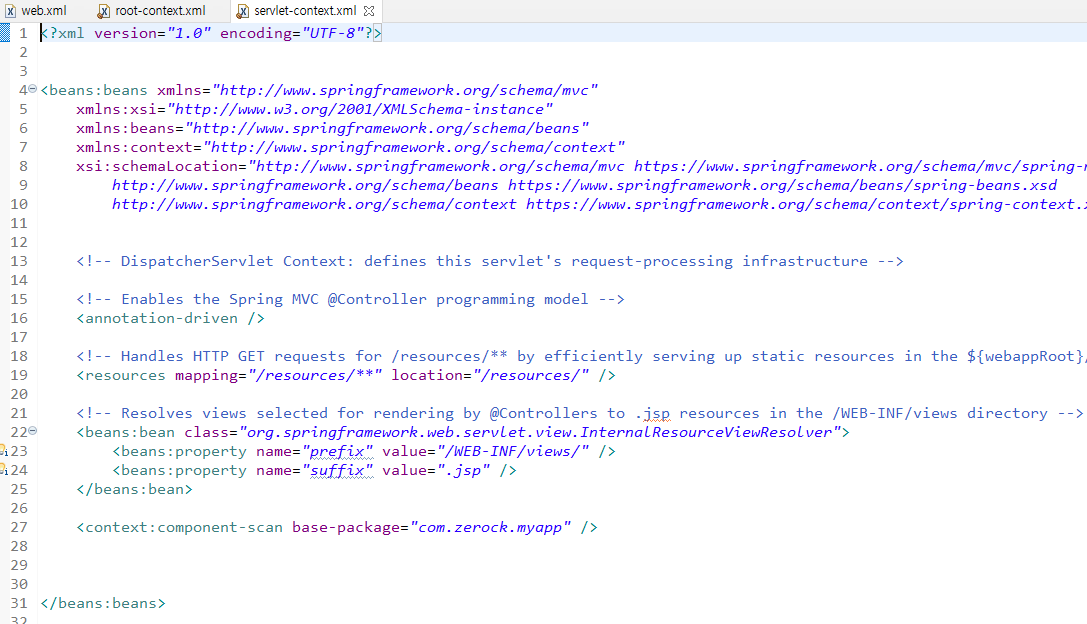 web.xml root-context.xml servlet-context.xml
1 <?xml version="1.0" encoding="UTF-8"?>
2
3
4 <beans:beans xmlns="http://www.springframework.org/schema/mvc"
5 xmlns:xsi="http://www.w3.org/2001/XMLSchema-instance"
6 xmlns:beans="http://www.springframework.org/schema/beans"
7 xmlns:context="http://www.springframework.org/schema/context"
8 xsi:schemaLocation="http://www.springframework.org/schema/mvc https://www.springframework.org/schema/mvc/spring-
9 http://www.springframework.org/schema/beans https://www.springframework.org/schema/beans/spring-beans.xsd
10 http://www.springframework.org/schema/context https://www.springframework.org/schema/context/spring-context.
11
12
13 <!-- DispatcherServlet Context: defines this servlet's request-processing infrastructure -->
14
15 <!-- Enables the Spring MVC @Controller programming model -->
16 <annotation-driven />
17
18 <!-- Handles HTTP GET requests for /resources/** by efficiently serving up static resources in the ${webappRoot}/
19 <resources mapping="/resources/**" location="/resources/" />
20
21 <!-- Resolves views selected for rendering by @Controllers to .jsp resources in the /WEB-INF/views directory -->
22 <beans:bean class="org.springframework.web.servlet.view.InternalResourceViewResolver">
23 <beans:property name="prefix" value="/WEB-INF/views/" />
24 <beans:property name="suffix" value=".jsp" />
25 </beans:bean>
26
27 <context:component-scan base-package="com.zerock.myapp" />
28
29
30
31 </beans:beans>
32